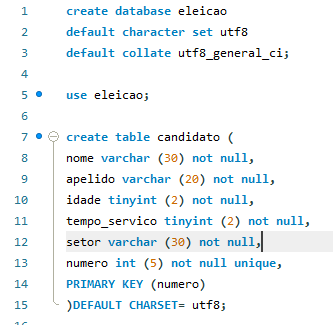 1 create database eleicao
2 default character set utf8
3 default collate utf8_general_ci;
4
5 use eleicao;
6
7 create table candidato (
8 nome varchar (30) not null,
9 apelido varchar (20) not null,
10 idade tinyint (2) not null,
11 tempo_servico tinyint (2) not null,
12 setor varchar (30) not null,
13 numero int (5) not null unique,
14 PRIMARY KEY (numero)
15 )DEFAULT CHARSET= utf8;